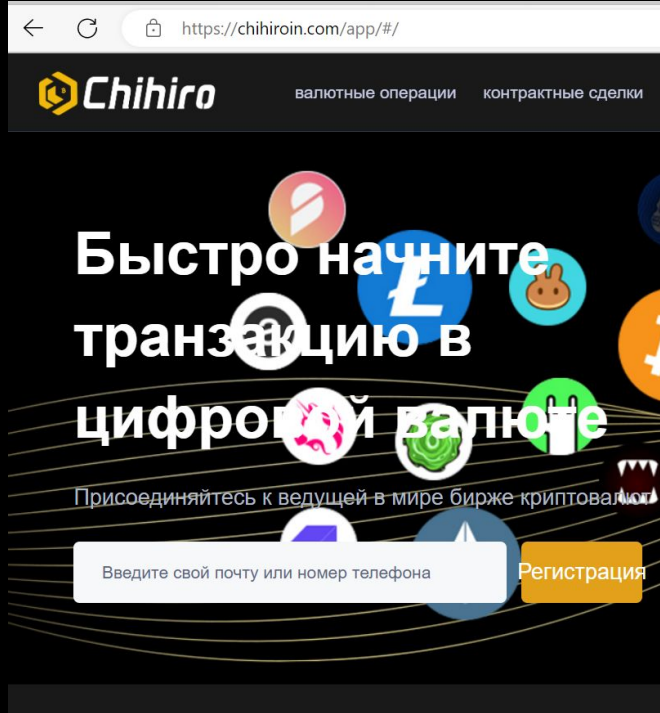 https://chihiroin.com/app/#/
Chihiro
валютные операции контрактные сделки
Быстро начните
транзакцию в
цифровой валюте
Присоединяйтесь к ведущей в мире бирже криптовалют
Введите свой почту или номер телефона
Регистрация